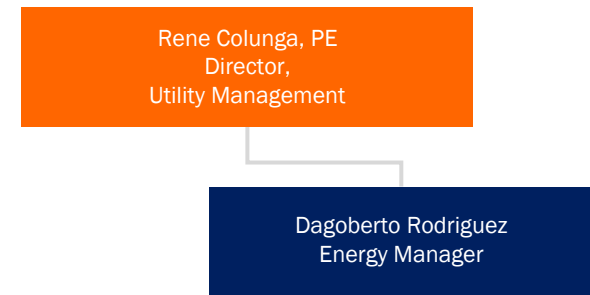 Rene Colunga, PE
Director,
Utility Management
Dagoberto Rodriguez
Energy Manager